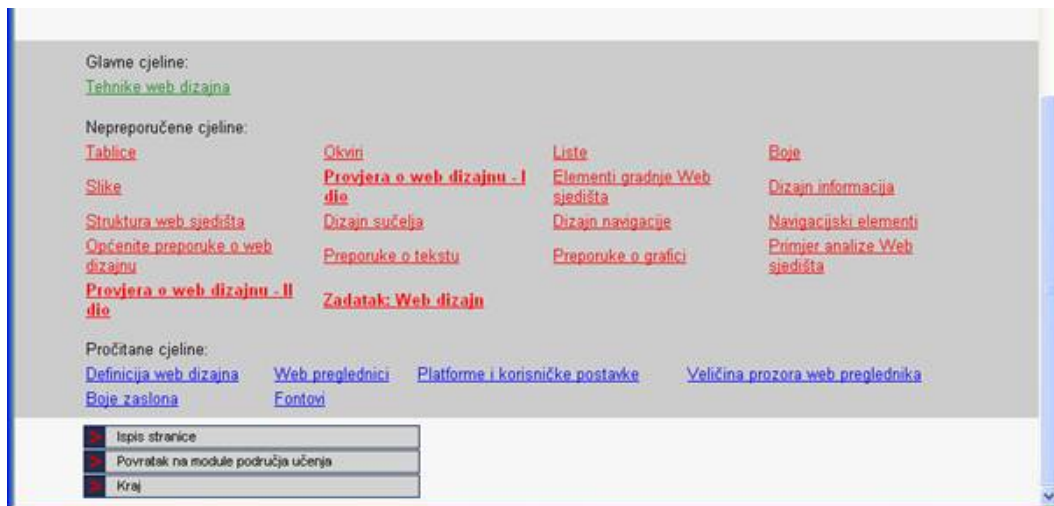 Glavne cjeline:
Tehnike web dizajna
Nepreporučene cjeline:
Tablice Okviri Liste Boje
Slike Provjera o web dizajnu - I dio Elementi gradnje Web sjedišta Dizajn informacija
Struktura web sjedišta Dizajn sučelja Dizajn navigacije Navigacijski elementi
Općenite preporuke o web dizajnu Preporuke o tekstu Preporuke o grafici Primjer analize Web sjedišta
Provjera o web dizajnu - II dio Zadatak: Web dizajn
Pročitane cjeline:
Definicija web dizajna Web preglednici Platforme i korisničke postavke Veličina prozora web preglednika
Boje zaslona Fontovi
> Ispis stranice
> Povratak na module područja učenja
> Kraj